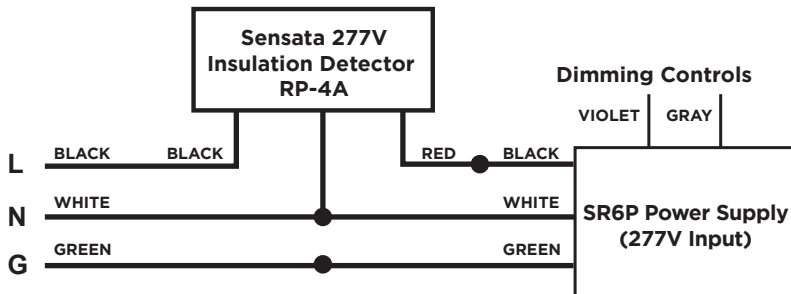 Sensata 277V
Insulation Detector
RP-4A
Dimming Controls
VIOLET GRAY
L BLACK BLACK RED BLACK
N WHITE WHITE
SR6P Power Supply
(277V Input)
G GREEN GREEN